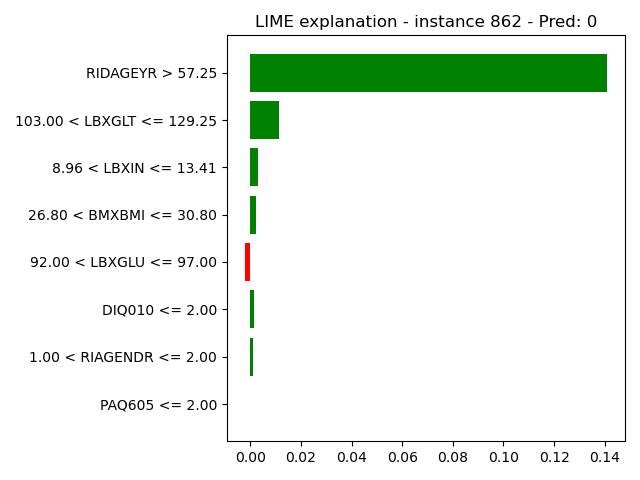 LIME explanation - instance 862 - Pred: 0
RIDAGEYR > 57.25
103.00 < LBXGLT <= 129.25
8.96 < LBXIN <= 13.41
26.80 < BMXBMI <= 30.80
92.00 < LBXGLU <= 97.00
DIQ010 <= 2.00
1.00 < RIAGENDR <= 2.00
PAQ605 <= 2.00
0.00 0.02 0.04 0.06 0.08 0.10 0.12 0.14